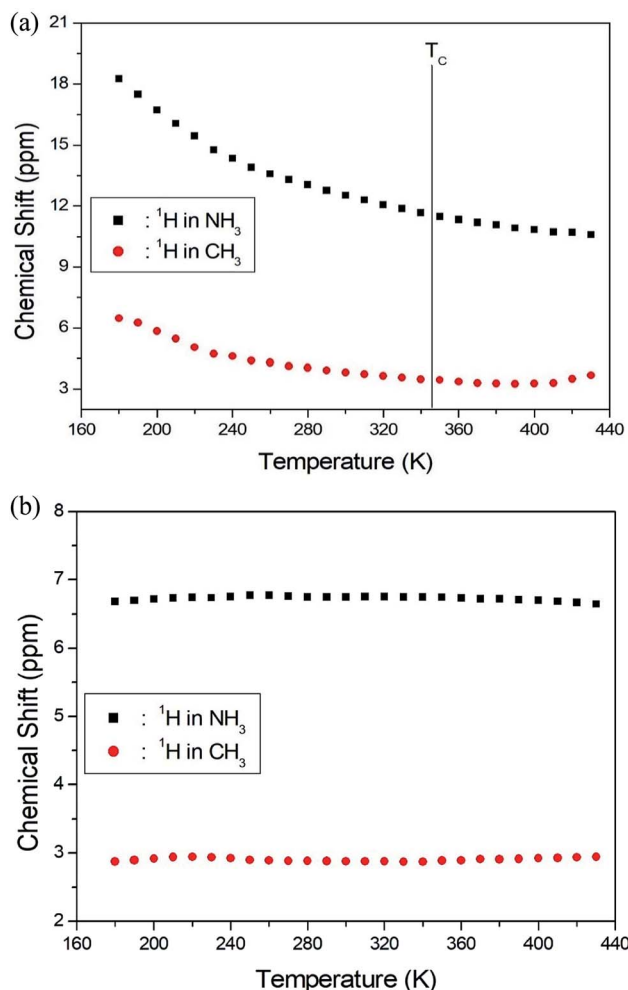 (a)
21
18
15
12
9
6
3
Chemical Shift (ppm)
T_C
■ : ¹H in NH₃
● : ¹H in CH₃
160 200 240 280 320 360 400 440
Temperature (K)
(b)
8
7
6
5
4
3
2
Chemical Shift (ppm)
■ : ¹H in NH₃
● : ¹H in CH₃
160 200 240 280 320 360 400 440
Temperature (K)